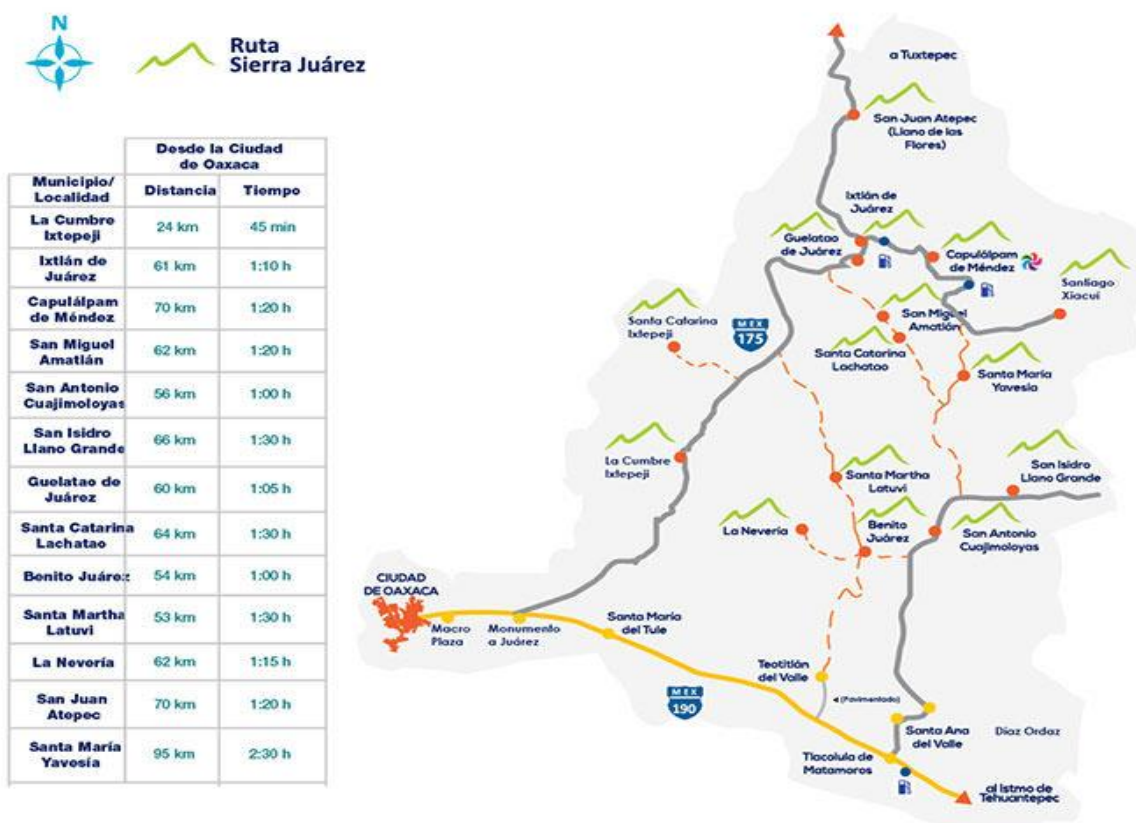 N
Ruta
Sierra Juárez
Desde la Ciudad
de Oaxaca
Municipio/
Localidad
Distancia
Tiempo
La Cumbre
Ixtepeji
24 km
45 min
Ixtlán de
Juárez
61 km
1:10 h
Capulálpam
de Méndez
70 km
1:20 h
San Miguel
Amatlán
62 km
1:20 h
San Antonio
Cuajimoloyas
56 km
1:00 h
San Isidro
Llano Grande
66 km
1:30 h
Guelatao de
Juárez
60 km
1:05 h
Santa Catarina
Lachatao
64 km
1:30 h
Benito Juárez
54 km
1:00 h
Santa Martha
Latuvi
53 km
1:30 h
La Nevería
62 km
1:15 h
San Juan
Atepec
70 km
1:20 h
Santa María
Yavesía
95 km
2:30 h
a Tuxtepec
San Juan Atepec
(Llano de las
Flores)
Ixtlán de
Juárez
Guelatao
de Juárez
Capulálpam
de Méndez
Santiago
Xiacuí
San Miguel
Amatlán
Santa Catarina
Ixtepeji
MEX
175
Santa Catarina
Lachatao
Santa María
Yavesía
La Cumbre
Ixtepeji
Santa Martha
Latuvi
San Isidro
Llano Grande
La Nevería
Benito
Juárez
San Antonio
Cuajimoloyas
CIUDAD
DE OAXACA
Macro
Plaza
Monumento
a Juárez
Santa María
del Tule
Teotitlán
del Valle
(Pavimentado)
MEX
190
Santa Ana
del Valle
Díaz Ordaz
Tlacolula de
Matamoros
al Istmo de
Tehuantepec